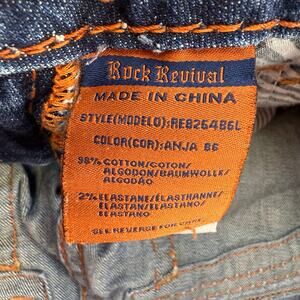 Rock Revival
MADE IN CHINA
STYLE(MODELO):RE8254B6L
COLOR(COR):ANJA B6
98% COTTON/COTON/
ALGODON/BAUMWOLLE/
ALGODÃO
2% ELASTANE/ÉLASTHANNE/
ELASTAN/ELASTANO/
ELASTANO
SEE REVERSE FOR CARE